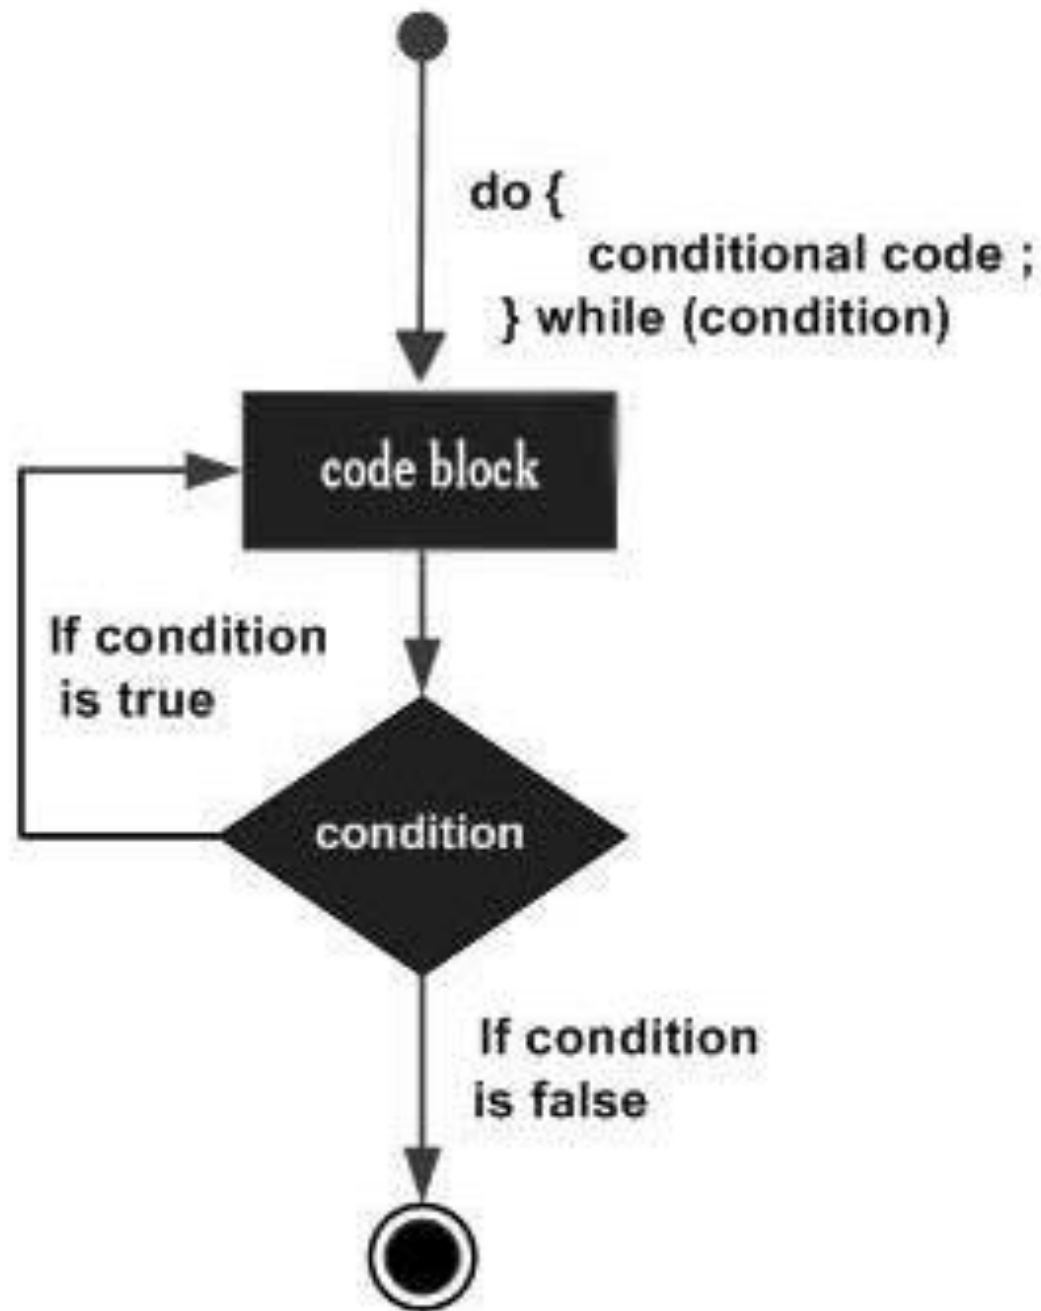 do {
conditional code ;
} while (condition)
code block
If condition
is true
condition
If condition
is false